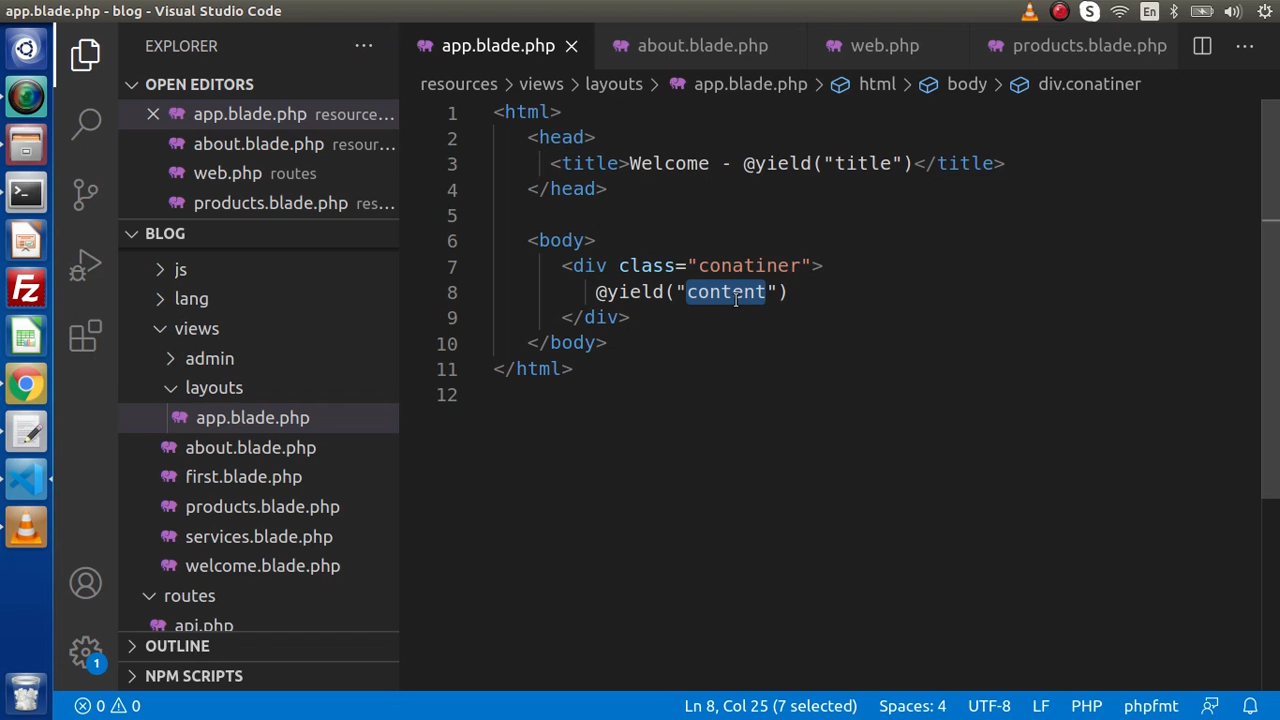 app.blade.php - blog - Visual Studio Code
En
EXPLORER
OPEN EDITORS
app.blade.php resource...
about.blade.php resour...
web.php routes
products.blade.php res...
BLOG
js
lang
views
admin
layouts
app.blade.php
about.blade.php
first.blade.php
products.blade.php
services.blade.php
welcome.blade.php
routes
api.php
OUTLINE
NPM SCRIPTS
1
app.blade.php
about.blade.php
web.php
products.blade.php
resources > views > layouts > app.blade.php > html > body > div.conatiner
1 <html>
2 <head>
3 <title>Welcome - @yield("title")</title>
4 </head>
5
6 <body>
7 <div class="conatiner">
8 @yield("content")
9 </div>
10 </body>
11 </html>
12
0 0
Ln 8, Col 25 (7 selected)
Spaces: 4
UTF-8
LF
PHP
phpfmt